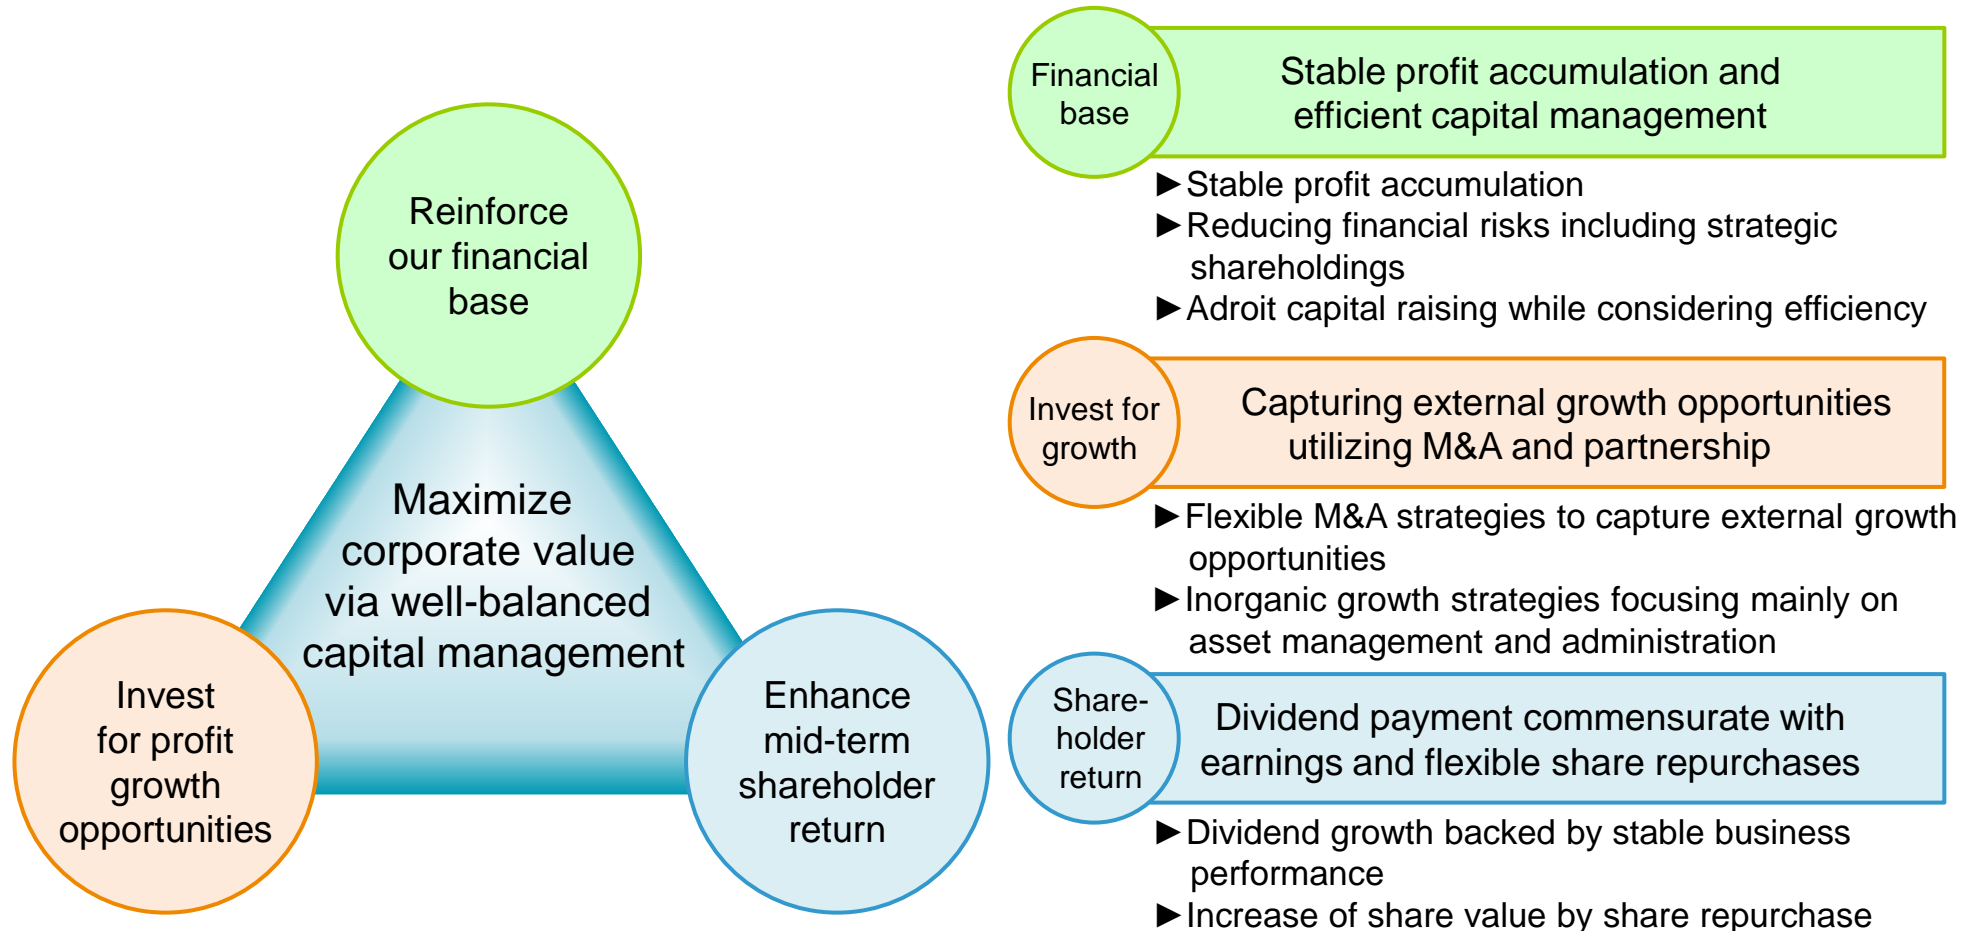 Reinforce
our financial
base
Maximize
corporate value
via well-balanced
capital management
Invest
for profit
growth
opportunities
Enhance
mid-term
shareholder
return
Financial
base
Stable profit accumulation and
efficient capital management
►Stable profit accumulation
►Reducing financial risks including strategic
shareholdings
►Adroit capital raising while considering efficiency
Invest for
growth
Capturing external growth opportunities
utilizing M&A and partnership
►Flexible M&A strategies to capture external growth
opportunities
►Inorganic growth strategies focusing mainly on
asset management and administration
Share-
holder
return
Dividend payment commensurate with
earnings and flexible share repurchases
►Dividend growth backed by stable business
performance
►Increase of share value by share repurchase